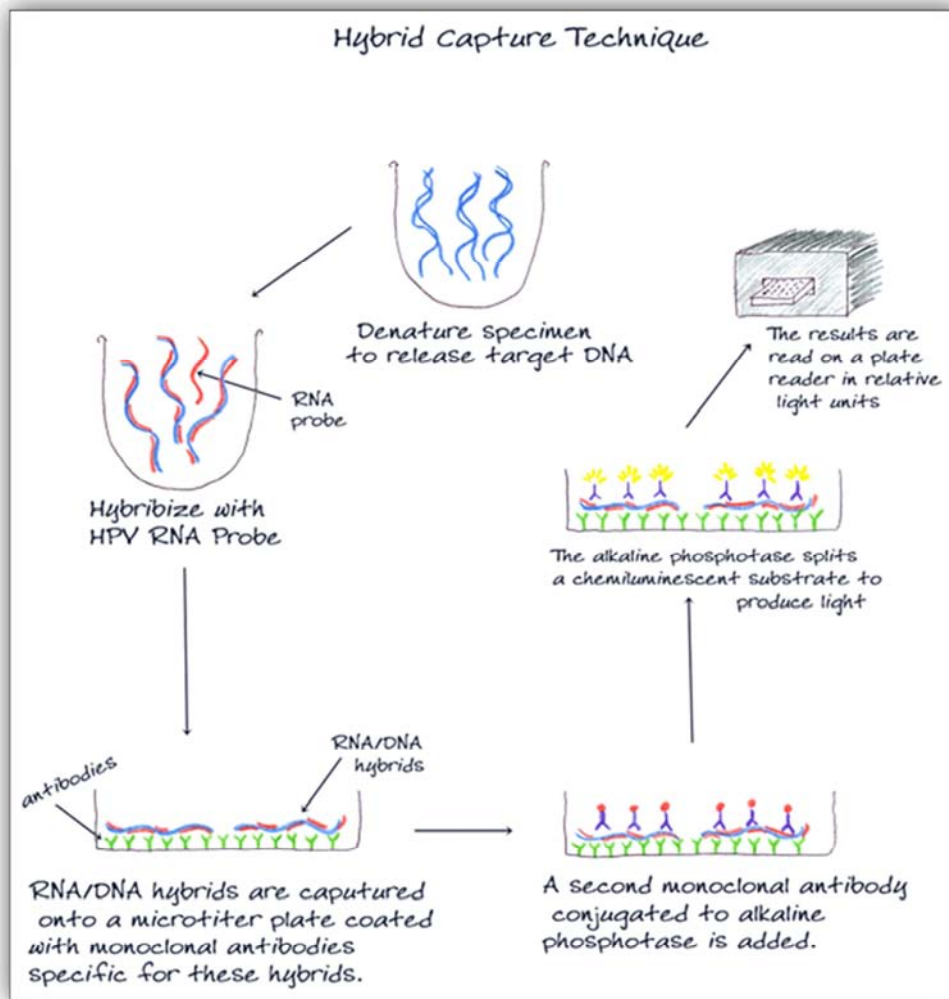 Hybrid Capture Technique
Denature specimen
to release target DNA
RNA
probe
Hybribize with
HPV RNA Probe
antibodies
RNA/DNA
hybrids
RNA/DNA hybrids are caputured
onto a microtiter plate coated
with monoclonal antibodies
specific for these hybrids.
A second monoclonal antibody
conjugated to alkaline
phosphotase is added.
The alkaline phosphotase splits
a chemiluminescent substrate to
produce light
The results are
read on a plate
reader in relative
light units